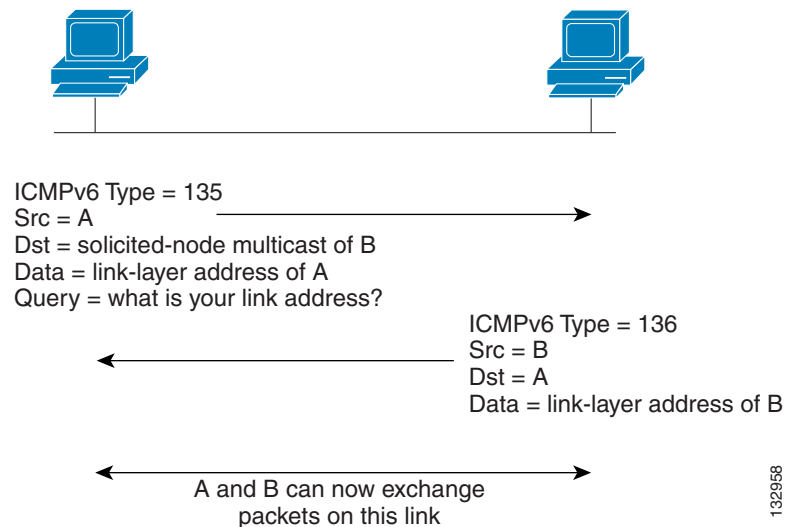 ICMPv6 Type = 135
Src = A
Dst = solicited-node multicast of B
Data = link-layer address of A
Query = what is your link address?
ICMPv6 Type = 136
Src = B
Dst = A
Data = link-layer address of B
A and B can now exchange
packets on this link
132958